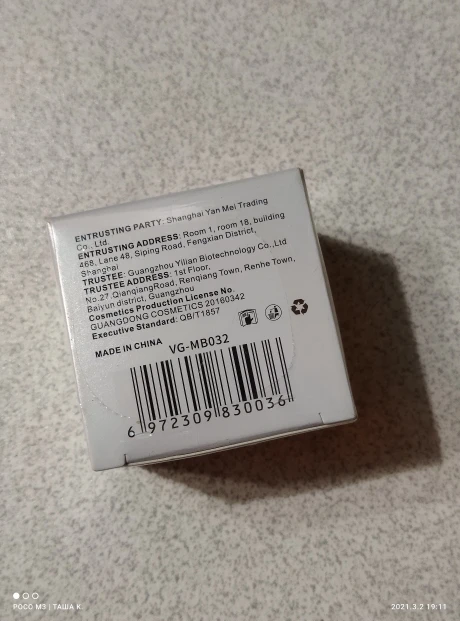 ENTRUSTING PARTY: Shanghai Yan Mei Trading
Co., Ltd.
ENTRUSTING ADDRESS: Room 1, room 18, building
468, Lane 48, Siping Road, Fengxian District,
Shanghai
TRUSTEE: Guangzhou Yilian Biotechnology Co.,Ltd
TRUSTEE ADDRESS: 1st Floor,
No.27.QianqiangRoad, Renqiang Town, Renhe Town,
Baiyun district, Guangzhou
Cosmetics Production License No.
GUANGDONG COSMETICS 20160342
Executive Standard: QB/T1857
MADE IN CHINA VG-MB032
6 972309 830036
POCO M3 | ТАША К.
2021.3.2 19:11